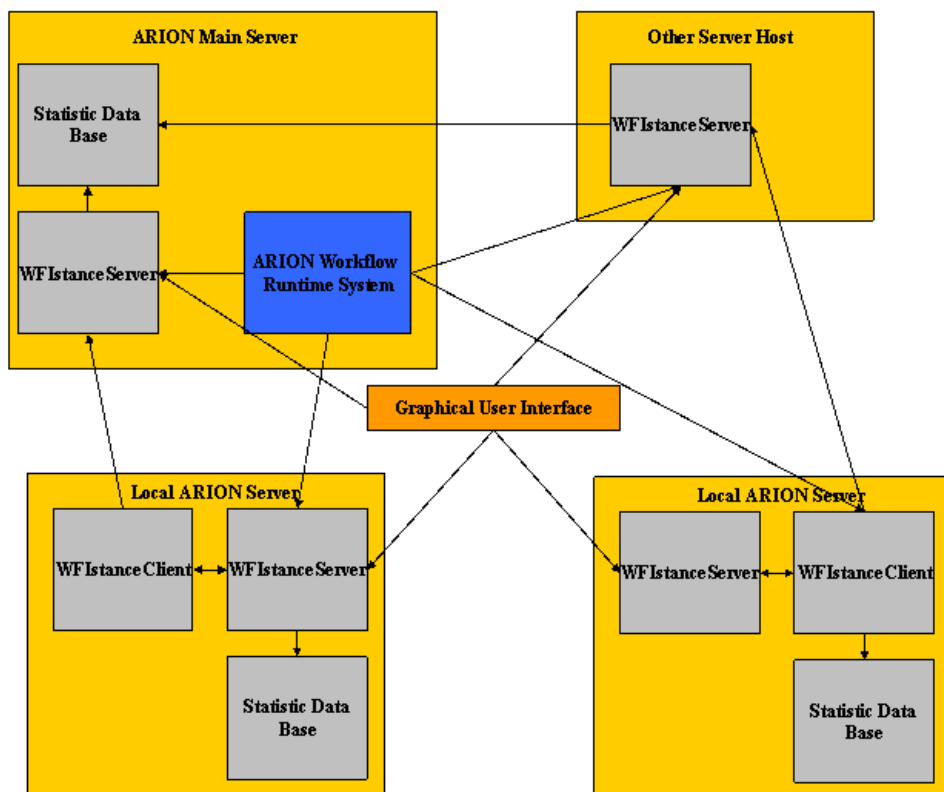 ARION Main Server
Other Server Host
Statistic Data
Base
WFIstanceServer
WFIstanceServer
ARION Workflow
Runtime System
Graphical User Interface
Local ARION Server
WFIstanceClient
WFIstanceServer
Statistic Data
Base
Local ARION Server
WFIstanceServer
WFIstanceClient
Statistic Data
Base